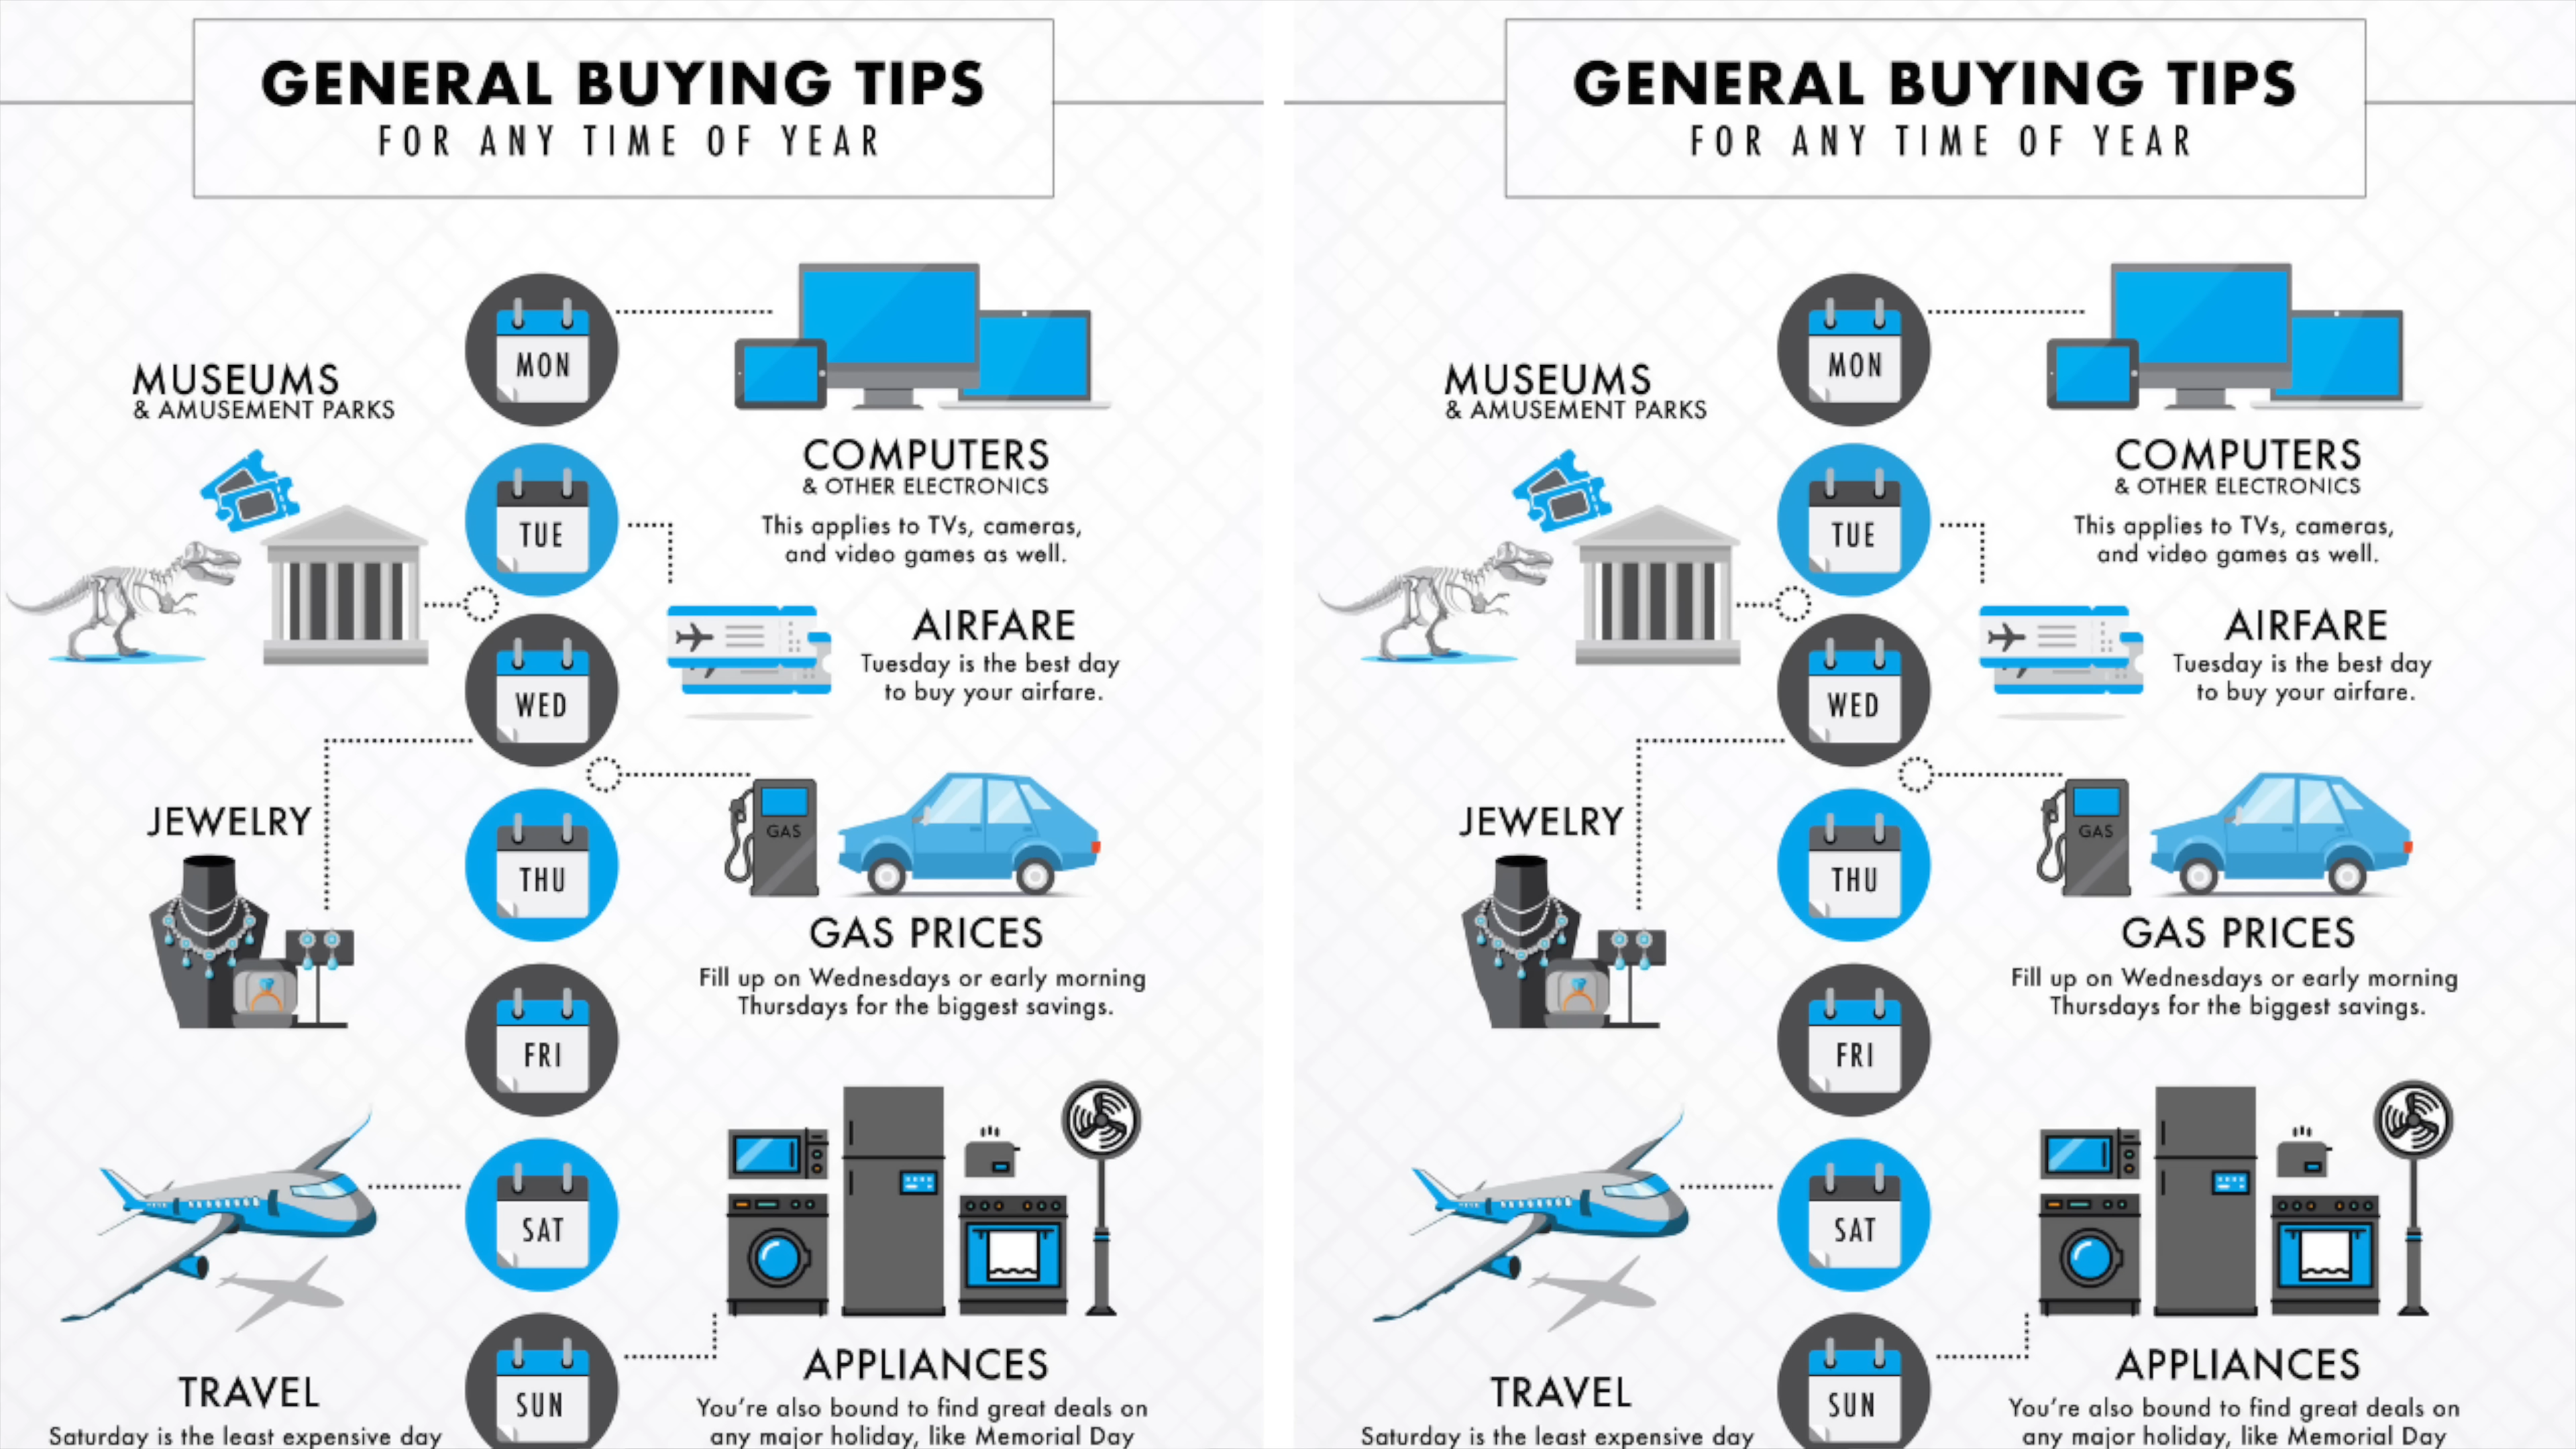 GENERAL BUYING TIPS
FOR ANY TIME OF YEAR
MON
MUSEUMS
& AMUSEMENT PARKS
COMPUTERS
& OTHER ELECTRONICS
This applies to TVs, cameras,
and video games as well.
TUE
AIRFARE
Tuesday is the best day
to buy your airfare.
WED
JEWELRY
GAS
THU
GAS PRICES
Fill up on Wednesdays or early morning
Thursdays for the biggest savings.
FRI
SAT
APPLIANCES
You're also bound to find great deals on
any major holiday, like Memorial Day
TRAVEL
Saturday is the least expensive day
SUN
GENERAL BUYING TIPS
FOR ANY TIME OF YEAR
MON
MUSEUMS
& AMUSEMENT PARKS
COMPUTERS
& OTHER ELECTRONICS
This applies to TVs, cameras,
and video games as well.
TUE
AIRFARE
Tuesday is the best day
to buy your airfare.
WED
JEWELRY
GAS
THU
GAS PRICES
Fill up on Wednesdays or early morning
Thursdays for the biggest savings.
FRI
SAT
APPLIANCES
You're also bound to find great deals on
any major holiday, like Memorial Day
TRAVEL
Saturday is the least expensive day
SUN